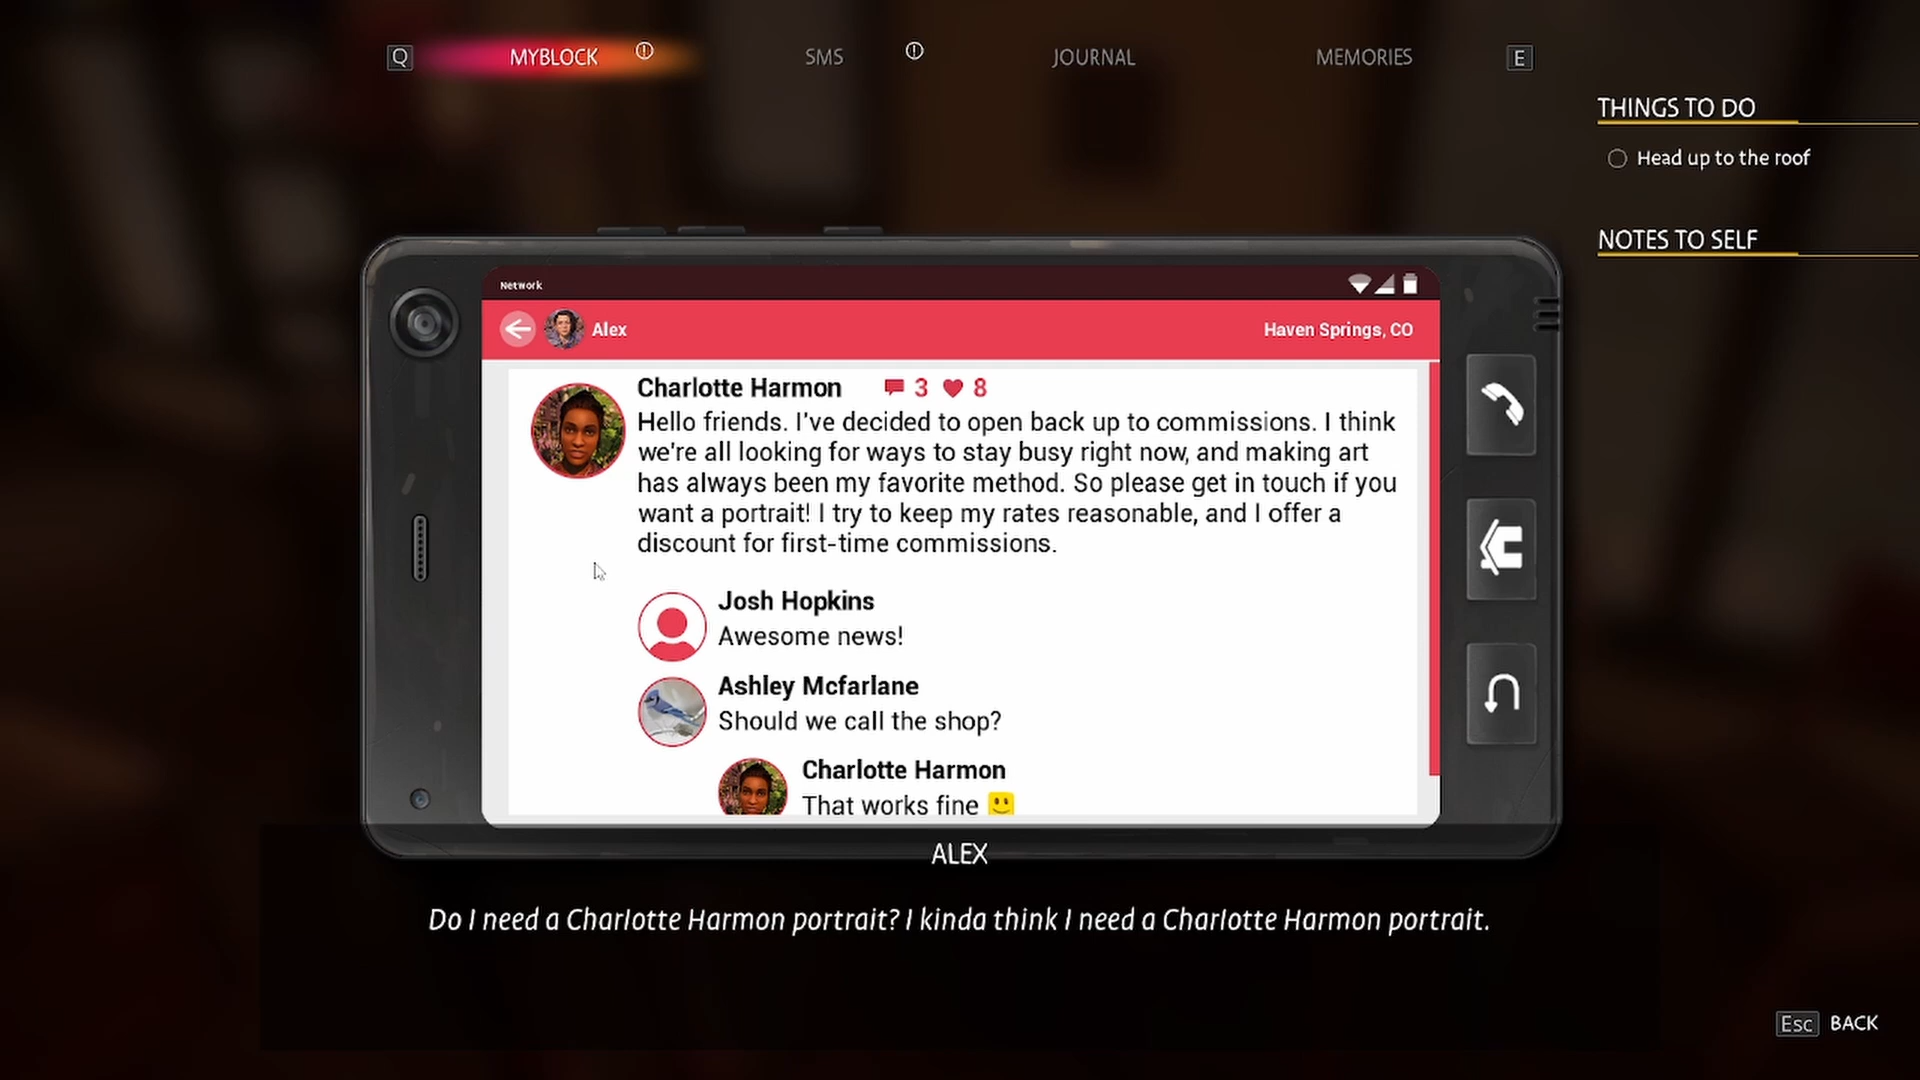 Q MYBLOCK SMS JOURNAL MEMORIES E
THINGS TO DO
Head up to the roof
NOTES TO SELF
Network
Alex Haven Springs, CO
Charlotte Harmon 3 8
Hello friends. I've decided to open back up to commissions. I think
we're all looking for ways to stay busy right now, and making art
has always been my favorite method. So please get in touch if you
want a portrait! I try to keep my rates reasonable, and I offer a
discount for first-time commissions.
Josh Hopkins
Awesome news!
Ashley Mcfarlane
Should we call the shop?
Charlotte Harmon
That works fine
ALEX
Do I need a Charlotte Harmon portrait? I kinda think I need a Charlotte Harmon portrait.
Esc BACK